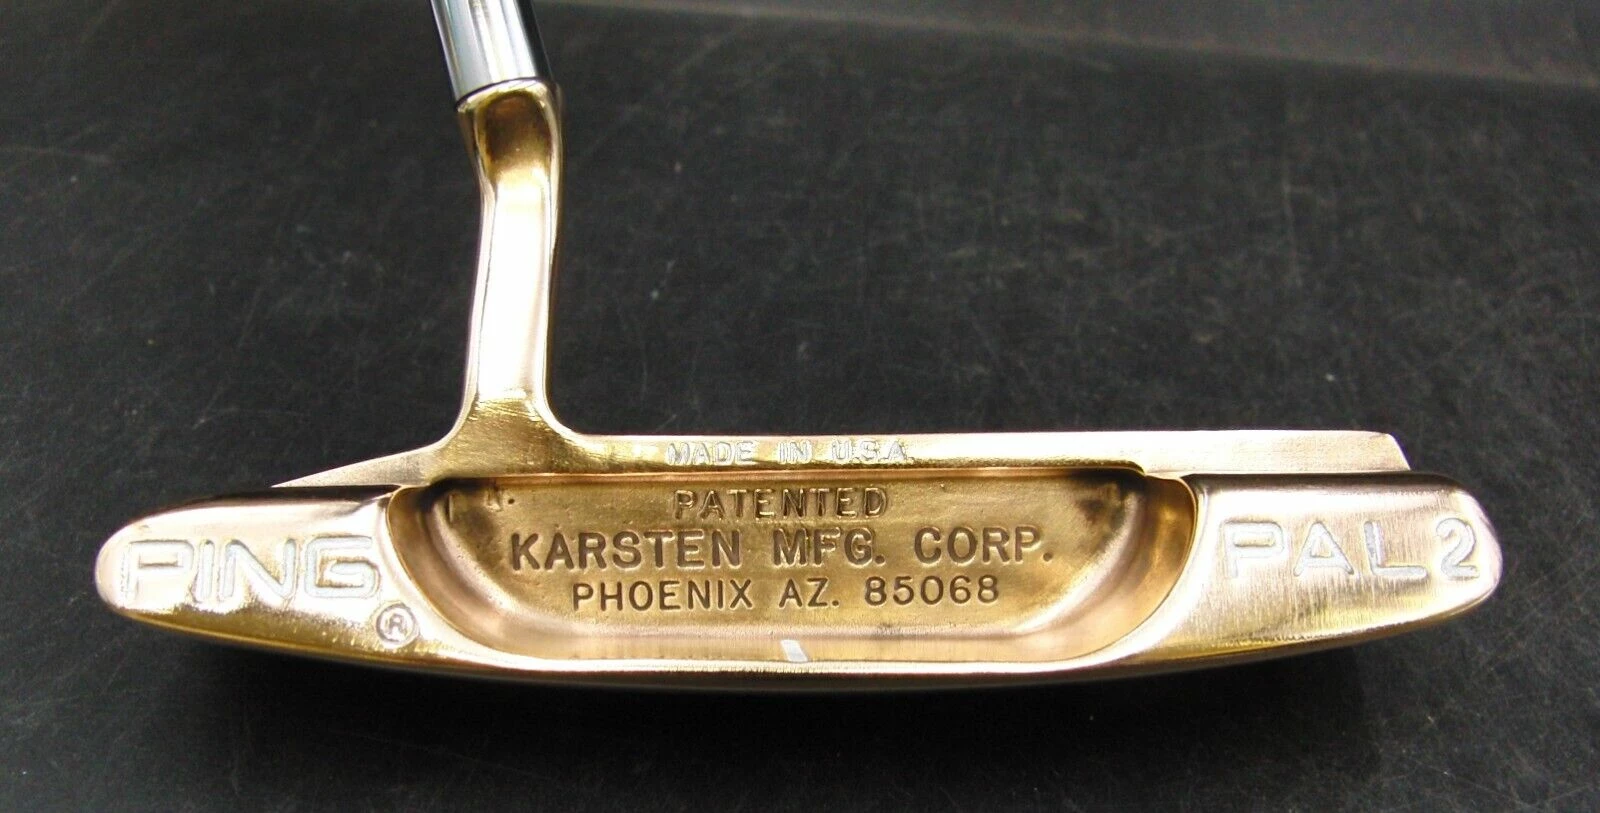 MADE IN U.S.A.
PATENTED
KARSTEN MFG. CORP.
PHOENIX AZ. 85068
PING ®
PAL 2